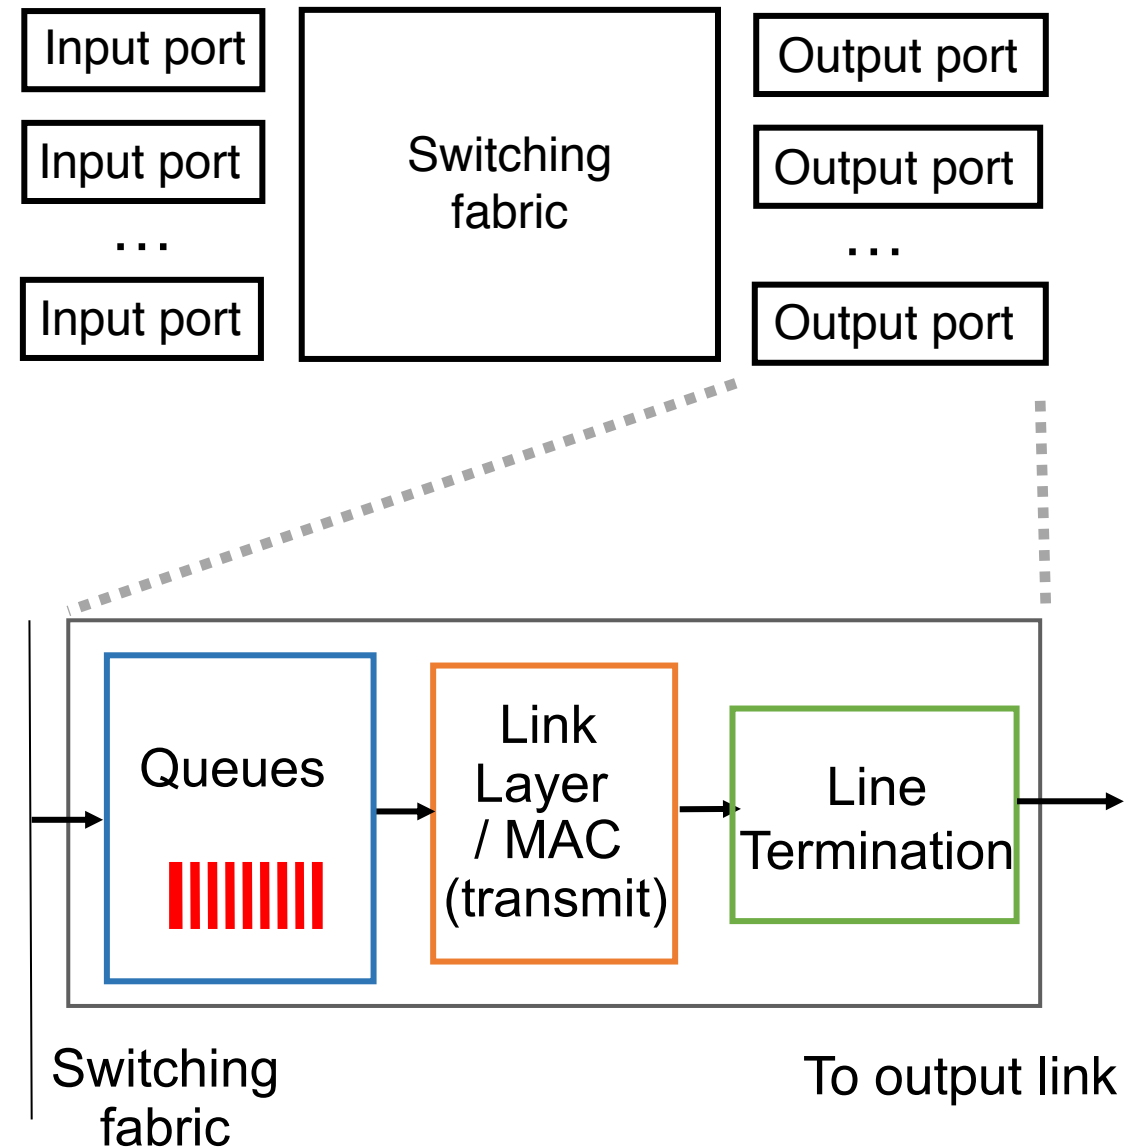 Input port
Switching
fabric
Output port
Input port
Output port
...
...
Input port
Output port
Queues
Link
Layer
/ MAC
(transmit)
Line
Termination
Switching
fabric
To output link